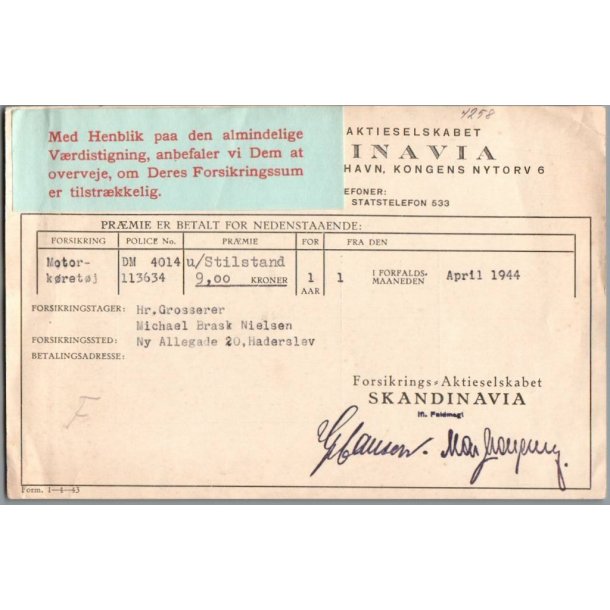 4258
Med Henblik paa den almindelige
Værdistigning, anbefaler vi Dem at
overveje, om Deres Forsikringssum
er tilstrækkelig.
AKTIESELSKABET
INAVIA
HAVN, KONGENS NYTORV 6
EFONER:
STATSTELEFON 533
PRÆMIE ER BETALT FOR NEDENSTAAENDE:
FORSIKRING POLICE No. PRÆMIE FOR FRA DEN
Motor- DM 4014 u/Stilstand
køretøj 113634 9,00 KRONER 1 AAR 1 I FORFALDS-MAANEDEN April 1944
FORSIKRINGSTAGER: Hr.Grosserer
Michael Brask Nielsen
FORSIKRINGSSTED: Ny Allegade 20,Haderslev
BETALINGSADRESSE:
Forsikrings-Aktieselskabet
SKANDINAVIA
F
Form. 1—4—43